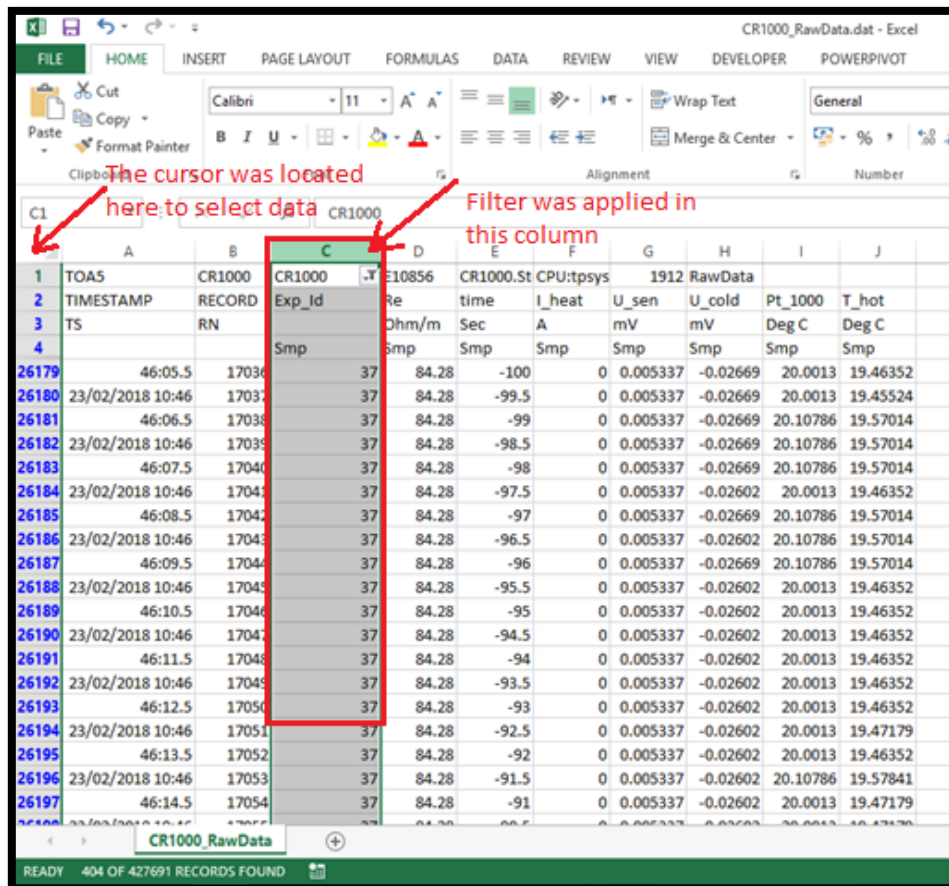 CR1000_RawData.dat - Excel
FILE HOME INSERT PAGE LAYOUT FORMULAS DATA REVIEW VIEW DEVELOPER POWERPIVOT
Cut
Copy
Format Painter
Paste
Calibri 11
B I U
Wrap Text
Merge & Center
General
% ,
Alignment Number
The cursor was located
here to select data
Filter was applied in
this column
C1 CR1000
A B C D E F G H I J
1 TOA5 CR1000 CR1000 E10856 CR1000.St CPU:tpsys 1912 RawData
2 TIMESTAMP RECORD Exp_Id Re time I_heat U_sen U_cold Pt_1000 T_hot
3 TS RN Ohm/m Sec A mV mV Deg C Deg C
4 Smp Smp Smp Smp Smp Smp Smp Smp
26179 46:05.5 17036 37 84.28 -100 0 0.005337 -0.02669 20.0013 19.46352
26180 23/02/2018 10:46 17037 37 84.28 -99.5 0 0.005337 -0.02669 20.0013 19.45524
26181 46:06.5 17038 37 84.28 -99 0 0.005337 -0.02669 20.10786 19.57014
26182 23/02/2018 10:46 17039 37 84.28 -98.5 0 0.005337 -0.02669 20.10786 19.57014
26183 46:07.5 17040 37 84.28 -98 0 0.005337 -0.02669 20.10786 19.57014
26184 23/02/2018 10:46 17041 37 84.28 -97.5 0 0.005337 -0.02602 20.0013 19.46352
26185 46:08.5 17042 37 84.28 -97 0 0.005337 -0.02669 20.10786 19.57014
26186 23/02/2018 10:46 17043 37 84.28 -96.5 0 0.005337 -0.02602 20.10786 19.57014
26187 46:09.5 17044 37 84.28 -96 0 0.005337 -0.02669 20.10786 19.57014
26188 23/02/2018 10:46 17045 37 84.28 -95.5 0 0.005337 -0.02602 20.0013 19.46352
26189 46:10.5 17046 37 84.28 -95 0 0.005337 -0.02602 20.0013 19.46352
26190 23/02/2018 10:46 17047 37 84.28 -94.5 0 0.005337 -0.02602 20.0013 19.46352
26191 46:11.5 17048 37 84.28 -94 0 0.005337 -0.02602 20.0013 19.46352
26192 23/02/2018 10:46 17049 37 84.28 -93.5 0 0.005337 -0.02602 20.0013 19.46352
26193 46:12.5 17050 37 84.28 -93 0 0.005337 -0.02602 20.0013 19.46352
26194 23/02/2018 10:46 17051 37 84.28 -92.5 0 0.005337 -0.02602 20.0013 19.47179
26195 46:13.5 17052 37 84.28 -92 0 0.005337 -0.02602 20.0013 19.46352
26196 23/02/2018 10:46 17053 37 84.28 -91.5 0 0.005337 -0.02602 20.10786 19.57841
26197 46:14.5 17054 37 84.28 -91 0 0.005337 -0.02602 20.0013 19.47179
CR1000_RawData
READY 404 OF 427691 RECORDS FOUND